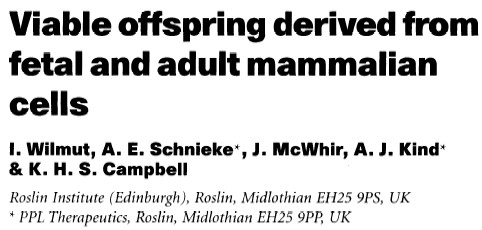 Viable offspring derived from
fetal and adult mammalian
cells
I. Wilmut, A. E. Schnieke*, J. McWhir, A. J. Kind*
& K. H. S. Campbell
Roslin Institute (Edinburgh), Roslin, Midlothian EH25 9PS, UK
* PPL Therapeutics, Roslin, Midlothian EH25 9PP, UK